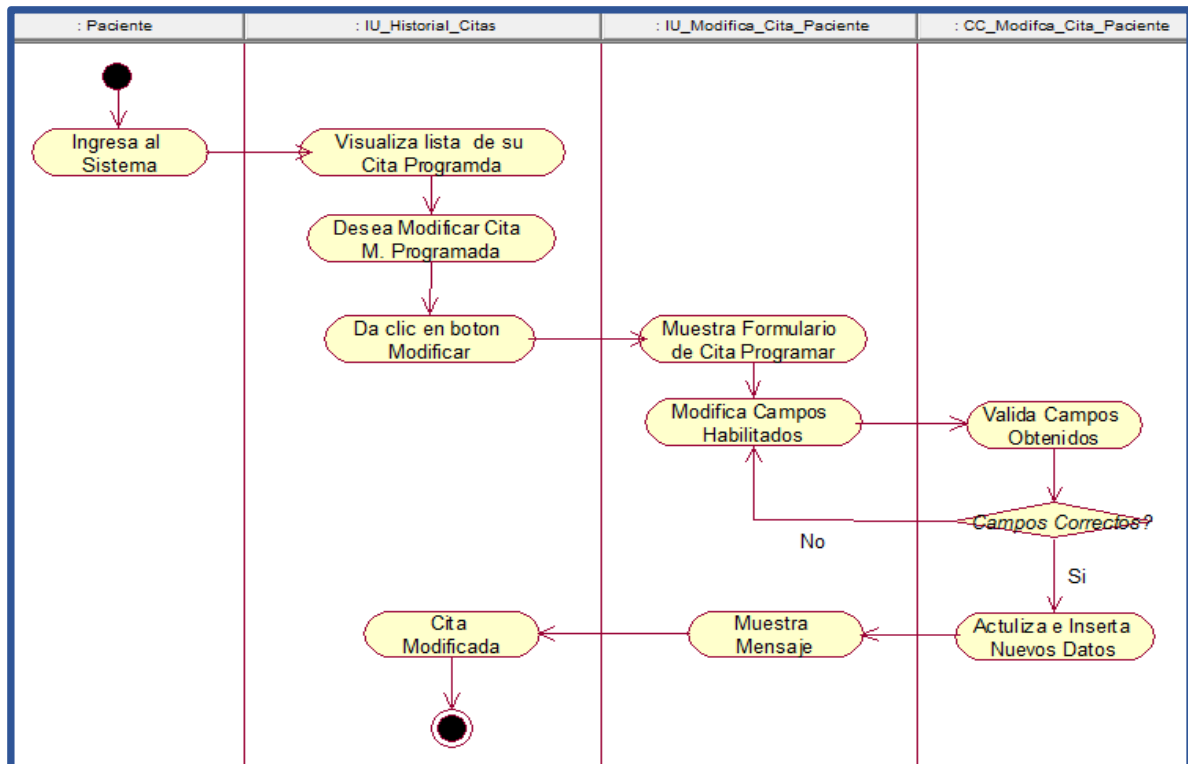 : Paciente
: IU_Historial_Citas
: IU_Modifica_Cita_Paciente
: CC_Modifca_Cita_Paciente
Ingresa al
Sistema
Visualiza lista de su
Cita Programda
Desea Modificar Cita
M. Programada
Da clic en boton
Modificar
Muestra Formulario
de Cita Programar
Modifica Campos
Habilitados
Valida Campos
Obtenidos
Campos Correctos?
No
Si
Actuliza e Inserta
Nuevos Datos
Muestra
Mensaje
Cita
Modificada